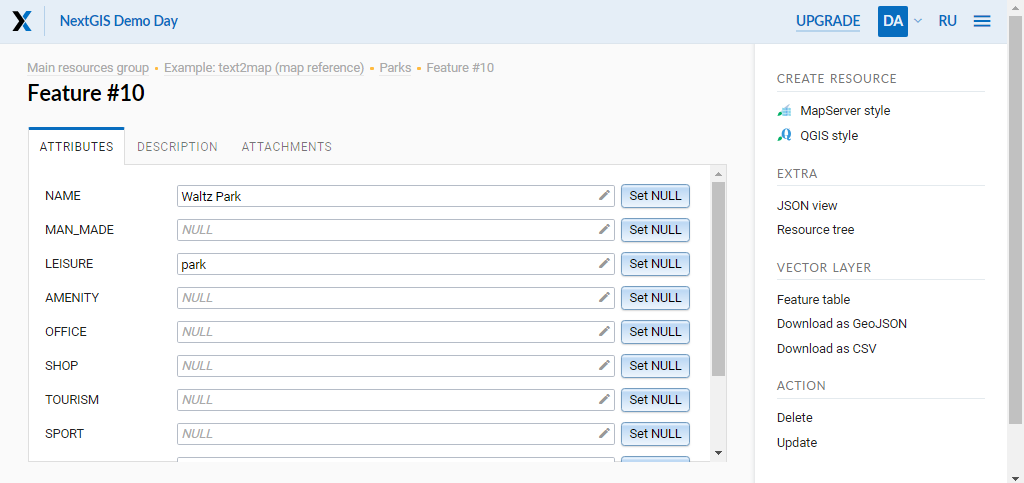 NextGIS Demo Day
UPGRADE
DA
RU
Main resources group • Example: text2map (map reference) • Parks • Feature #10
Feature #10
ATTRIBUTES
DESCRIPTION
ATTACHMENTS
NAME
Waltz Park
Set NULL
MAN_MADE
NULL
Set NULL
LEISURE
park
Set NULL
AMENITY
NULL
Set NULL
OFFICE
NULL
Set NULL
SHOP
NULL
Set NULL
TOURISM
NULL
Set NULL
SPORT
NULL
Set NULL
CREATE RESOURCE
MapServer style
QGIS style
EXTRA
JSON view
Resource tree
VECTOR LAYER
Feature table
Download as GeoJSON
Download as CSV
ACTION
Delete
Update